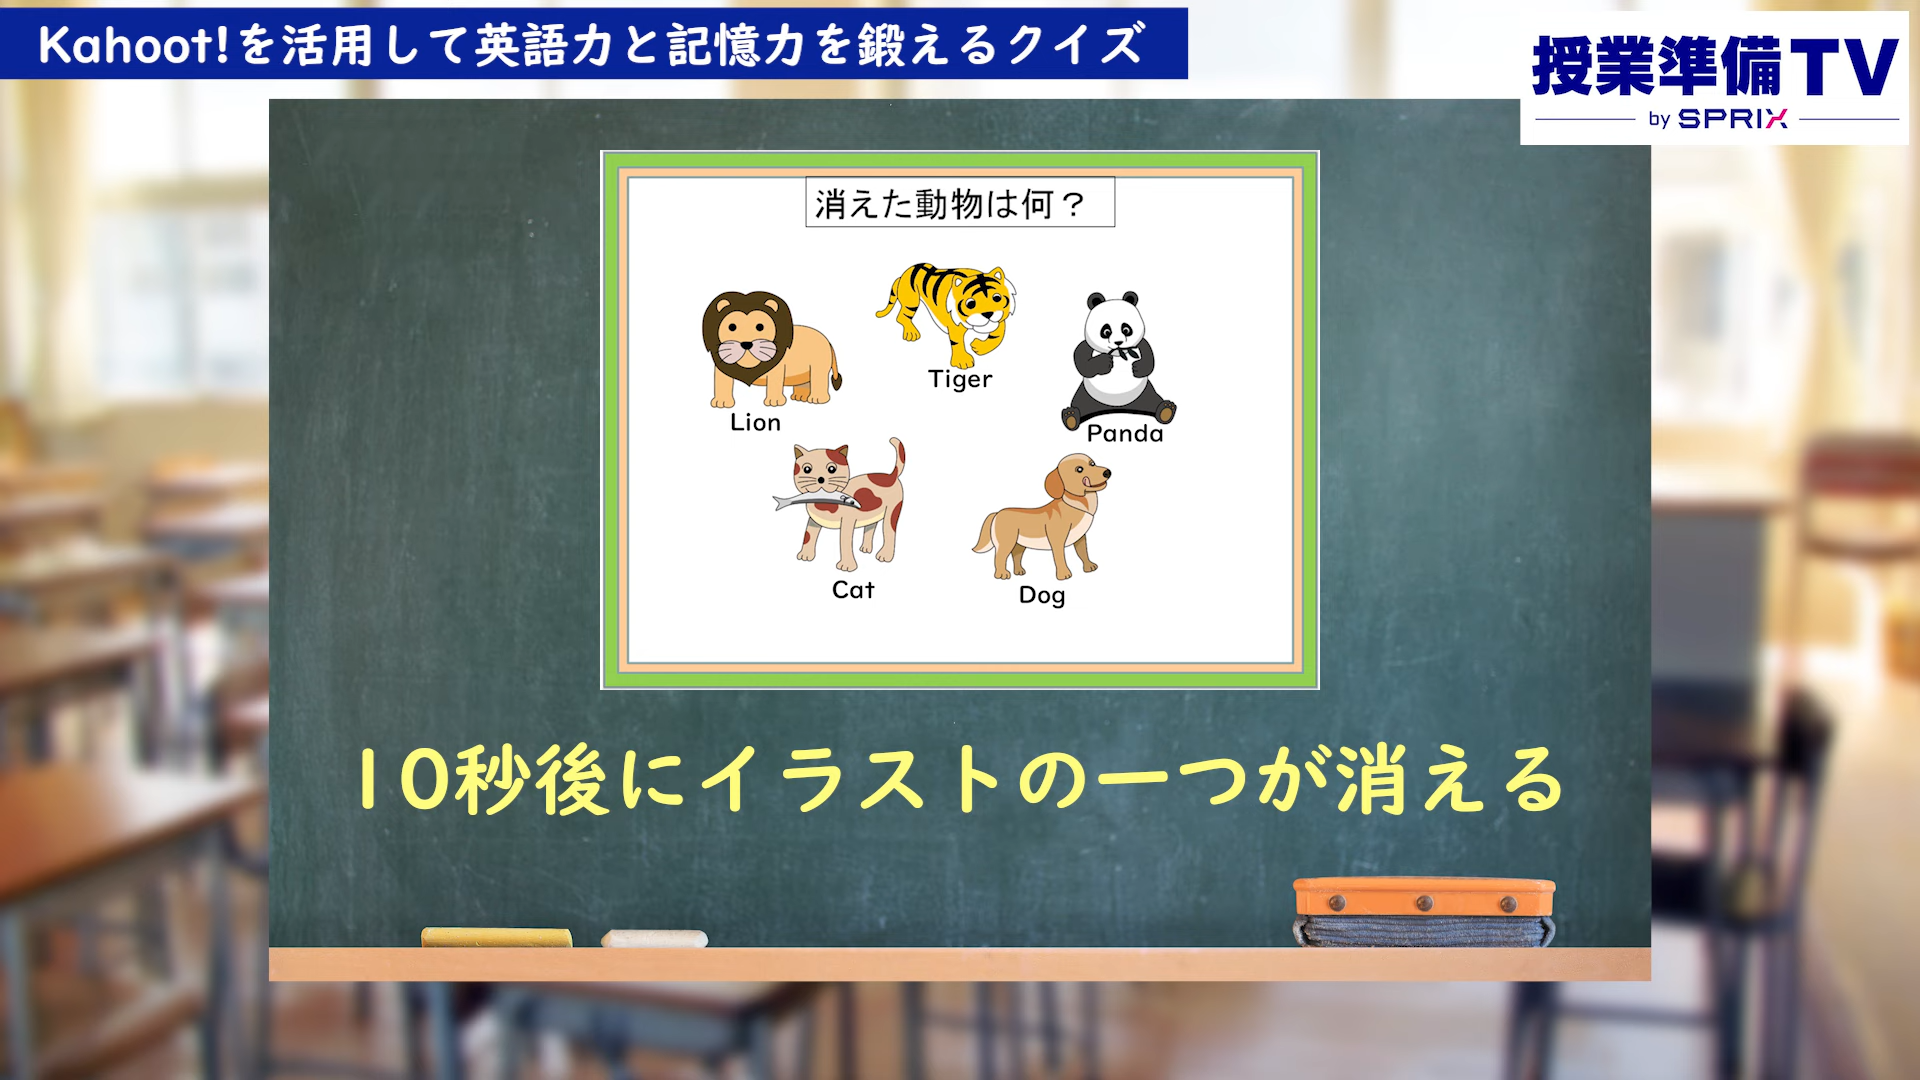 Kahoot!を活用して英語力と記憶力を鍛えるクイズ
授業準備TV
by SPRIX
消えた動物は何？
Tiger
Lion
Panda
Cat
Dog
10秒後にイラストの一つが消える